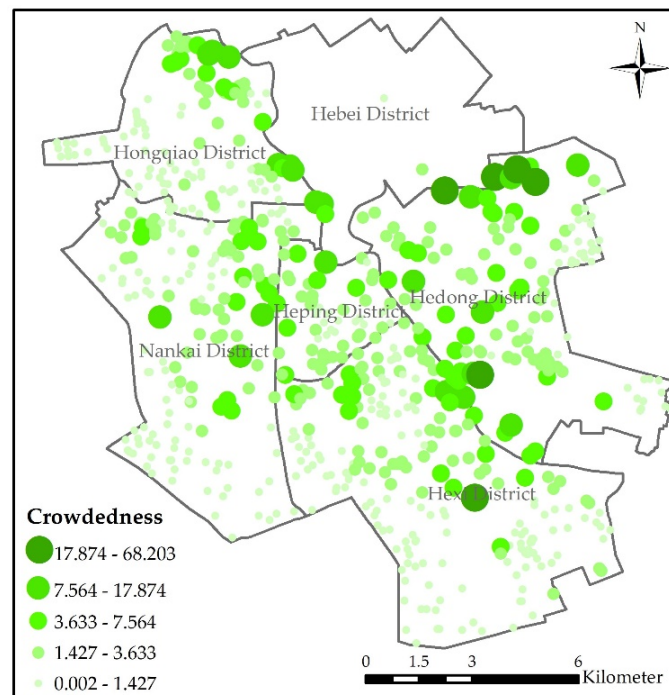 N
Hebei District
Hongqiao District
Heping District
Hedong District
Nankai District
Hexi District
Crowdedness
17.874 - 68.203
7.564 - 17.874
3.633 - 7.564
1.427 - 3.633
0.002 - 1.427
0 1.5 3 6
Kilometer